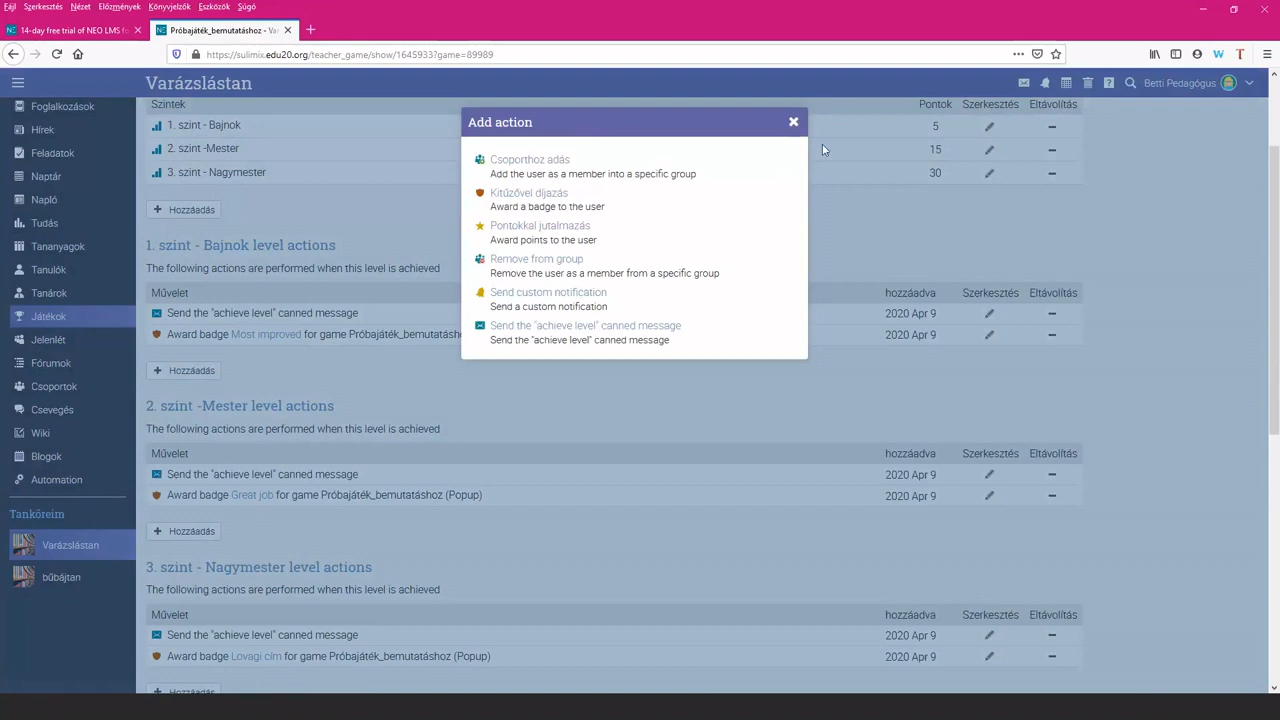 Fájl Szerkesztés Nézet Előzmények Könyvjelzők Eszközök Súgó
14-day free trial of NEO LMS fo
Próbajáték_bemutatáshoz - Va
https://sulimix.edu20.org/teacher_game/show/1645933?game=89989
Varázslástan
Betti Pedagógus
Foglalkozások
Hírek
Feladatok
Naptár
Napló
Tudás
Tananyagok
Tanulók
Tanárok
Játékok
Jelenlét
Fórumok
Csoportok
Csevegés
Wiki
Blogok
Automation
Tanköreim
Varázslástan
bűbájtan
Szintek Pontok Szerkesztés Eltávolítás
1. szint - Bajnok 5
2. szint -Mester 15
3. szint - Nagymester 30
+ Hozzáadás
1. szint - Bajnok level actions
The following actions are performed when this level is achieved
Művelet hozzáadva Szerkesztés Eltávolítás
Send the "achieve level" canned message 2020 Apr 9
Award badge Most improved for game Próbajáték_bemutatásho 2020 Apr 9
+ Hozzáadás
2. szint -Mester level actions
The following actions are performed when this level is achieved
Művelet hozzáadva Szerkesztés Eltávolítás
Send the "achieve level" canned message 2020 Apr 9
Award badge Great job for game Próbajáték_bemutatáshoz (Popup) 2020 Apr 9
+ Hozzáadás
3. szint - Nagymester level actions
The following actions are performed when this level is achieved
Művelet hozzáadva Szerkesztés Eltávolítás
Send the "achieve level" canned message 2020 Apr 9
Award badge Lovagi cím for game Próbajáték_bemutatáshoz (Popup) 2020 Apr 9
+ Hozzáadás
Add action
Csoporthoz adás
Add the user as a member into a specific group
Kitűzővel díjazás
Award a badge to the user
Pontokkal jutalmazás
Award points to the user
Remove from group
Remove the user as a member from a specific group
Send custom notification
Send a custom notification
Send the "achieve level" canned message
Send the "achieve level" canned message